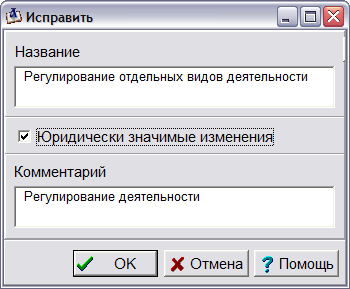 Исправить
Название
Регулирование отдельных видов деятельности
Юридически значимые изменения
Комментарий
Регулирование деятельности
OK
Отмена
Помощь